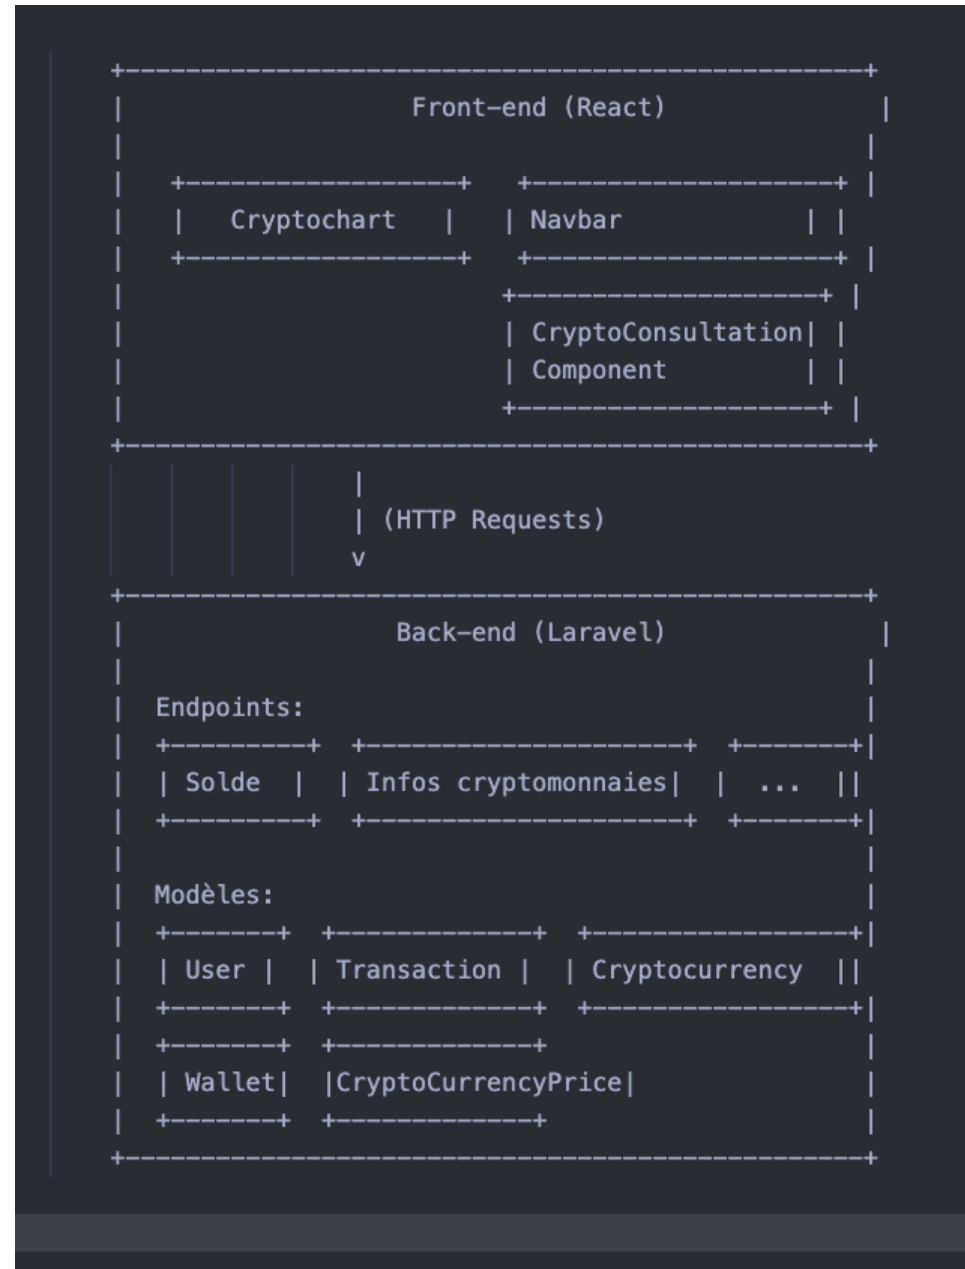 Front-end (React)
Cryptochart
Navbar
CryptoConsultation
Component
(HTTP Requests)
v
Back-end (Laravel)
Endpoints:
Solde
Infos cryptomonnaies
...
Modèles:
User
Transaction
Cryptocurrency
Wallet
CryptoCurrencyPrice